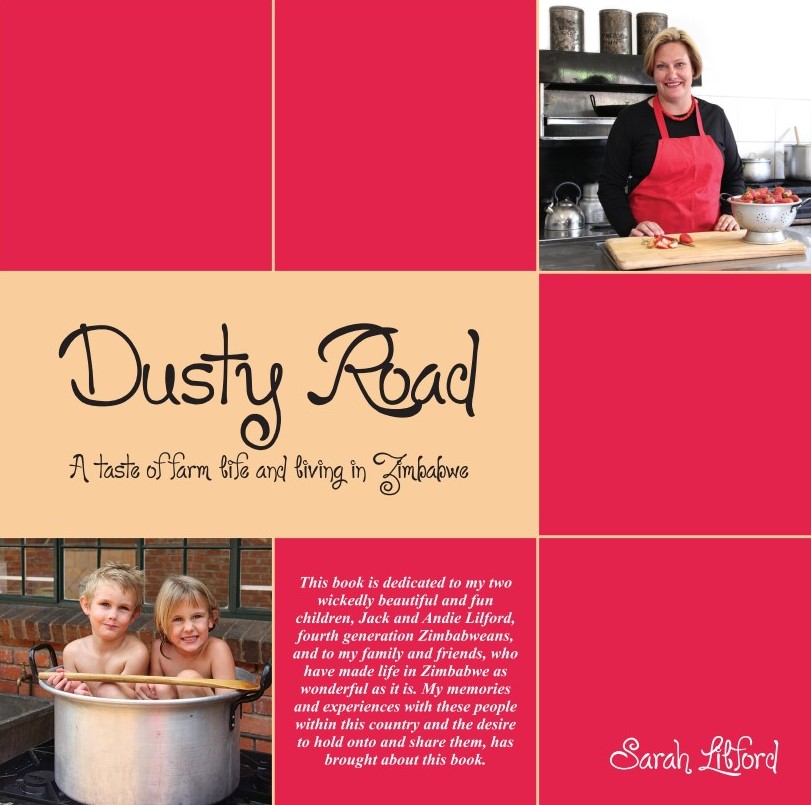 Dusty Road
A taste of farm life and living in Zimbabwe
This book is dedicated to my two
wickedly beautiful and fun
children, Jack and Andie Lilford,
fourth generation Zimbabweans,
and to my family and friends, who
have made life in Zimbabwe as
wonderful as it is. My memories
and experiences with these people
within this country and the desire
to hold onto and share them, has
brought about this book.
Sarah Lilford